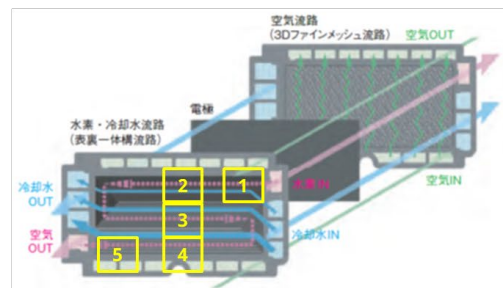 空気流路
(3Dファインメッシュ流路) 空気OUT
電極
水素・冷却水流路
(表裏一体構流路)
冷却水
OUT
空気
OUT
水素IN
空気IN
冷却水IN
2
1
3
5
4